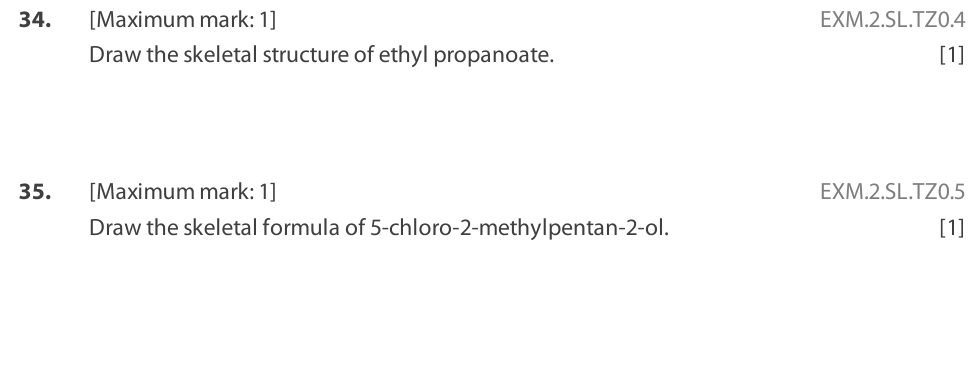 34. [Maximum mark: 1] EXM.2.SL.TZ0.4
Draw the skeletal structure of ethyl propanoate. [1]
35. [Maximum mark: 1] EXM.2.SL.TZ0.5
Draw the skeletal formula of 5-chloro-2-methylpentan-2-ol. [1]